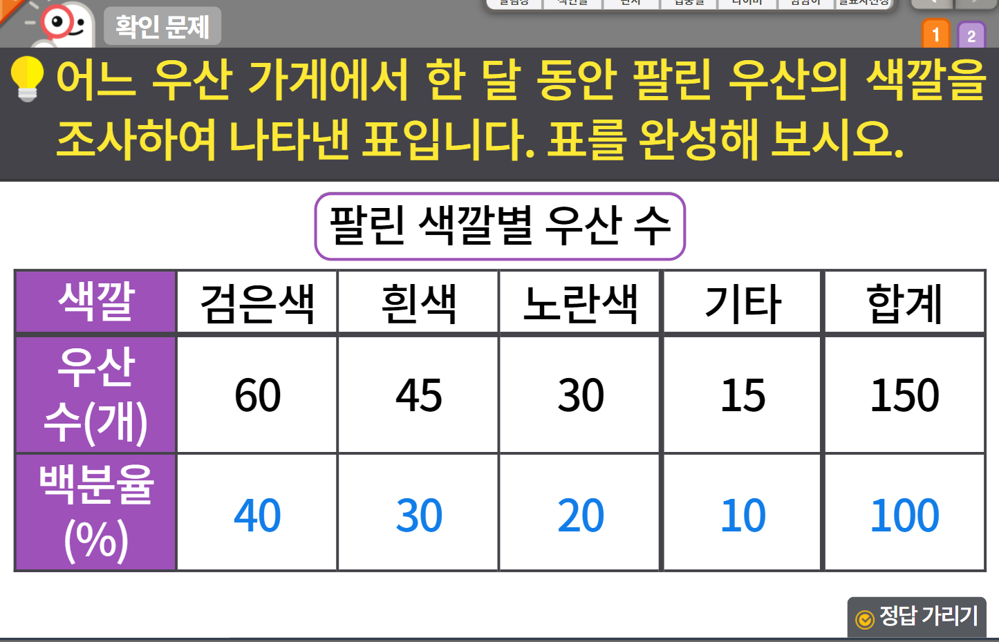 확인 문제
1 2
어느 우산 가게에서 한 달 동안 팔린 우산의 색깔을
조사하여 나타낸 표입니다. 표를 완성해 보시오.
팔린 색깔별 우산 수
색깔 검은색 흰색 노란색 기타 합계
우산
수(개) 60 45 30 15 150
백분율
(%) 40 30 20 10 100
정답 가리기